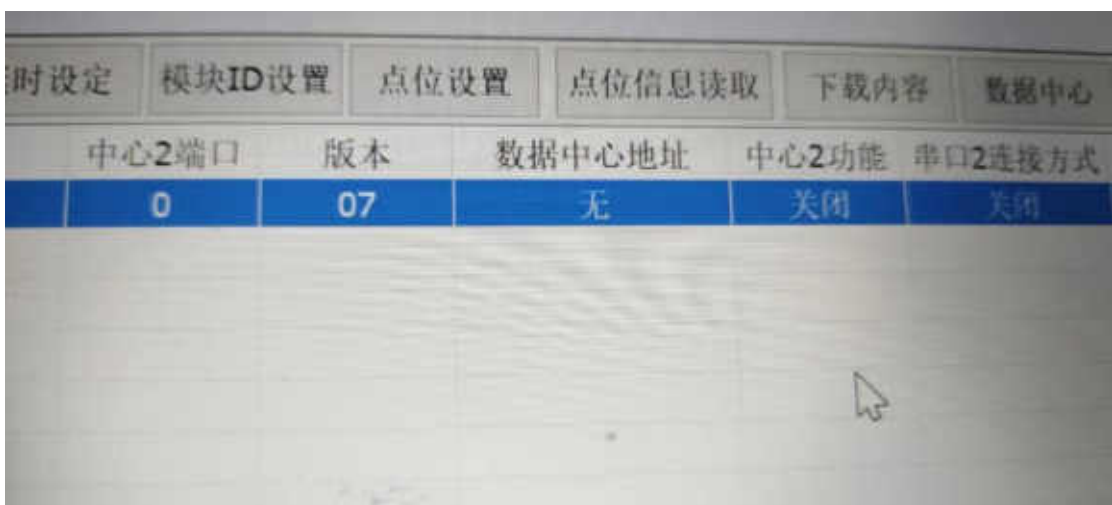 时设定 模块ID设置 点位设置 点位信息读取 下载内容 数据中心
中心2端口 版本 数据中心地址 中心2功能 串口2连接方式
0 07 无 关闭 关闭